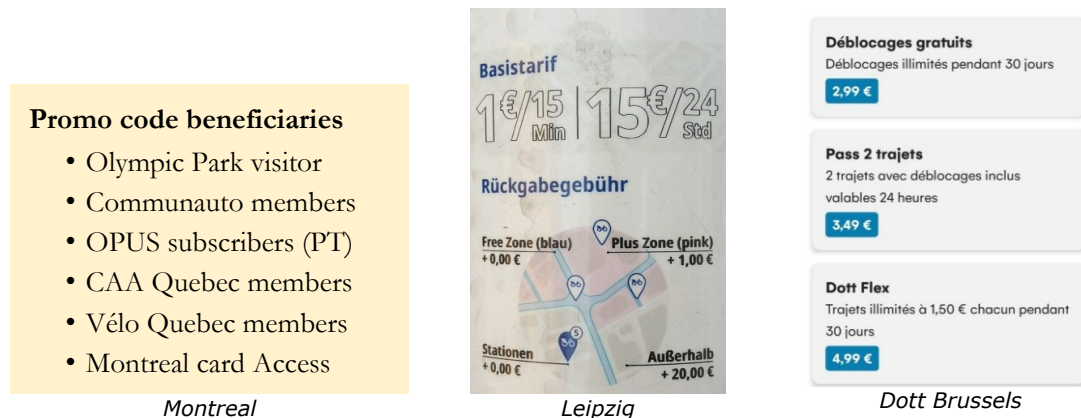 Promo code beneficiaries
• Olympic Park visitor
• Communauto members
• OPUS subscribers (PT)
• CAA Quebec members
• Vélo Quebec members
• Montreal card Access
Montreal
Basistarif
1€/15 Min | 15€/24 Std
Rückgabegebühr
Free Zone (blau)
+ 0,00 €
Plus Zone (pink)
+ 1,00 €
5
Stationen
+ 0,00 €
Außerhalb
+ 20,00 €
Leipzig
Déblocages gratuits
Déblocages illimités pendant 30 jours
2,99 €
Pass 2 trajets
2 trajets avec déblocages inclus
valables 24 heures
3,49 €
Dott Flex
Trajets illimités à 1,50 € chacun pendant
30 jours
4,99 €
Dott Brussels